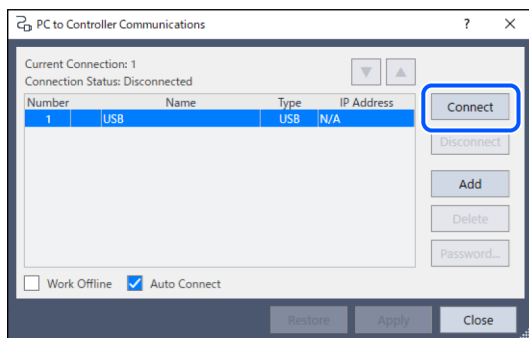 PC to Controller Communications
Current Connection: 1
Connection Status: Disconnected
Number Name Type IP Address
1 USB USB N/A
Connect
Disconnect
Add
Delete
Password...
Work Offline Auto Connect
Restore Apply Close